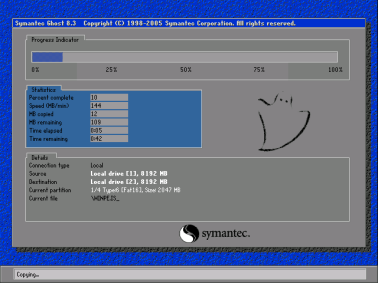 Symantec Ghost 8.3 Copyright (C) 1998-2005 Symantec Corporation. All rights reserved.
Progress Indicator
0% 25% 50% 75% 100%
Statistics
Percent complete 10
Speed (MB/min) 144
MB copied 12
MB remaining 108
Time elapsed 0:05
Time remaining 0:42
Details
Connection type Local
Source Local drive [1], 8192 MB
Destination Local drive [2], 8192 MB
Current partition 1/4 Type:6 [Fat16], Size: 2047 MB
Current file
symantec.
Copying...